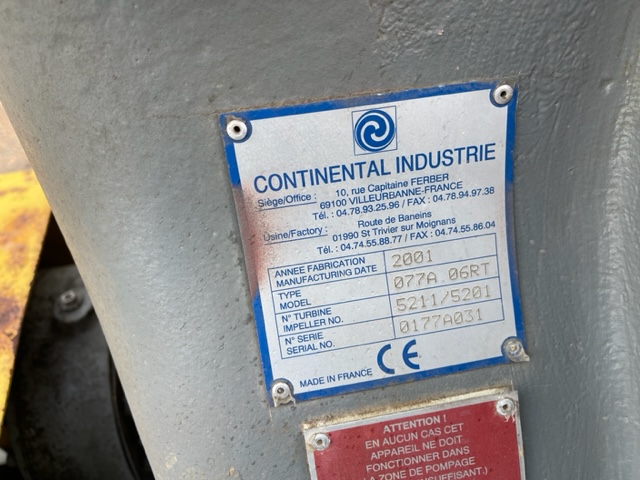 CONTINENTAL INDUSTRIE
Siège/Office : 10, rue Capitaine FERBER
69100 VILLEURBANNE-FRANCE
Tél. : 04.78.93.25.96 / FAX : 04.78.94.97.38
Usine/Factory : Route de Baneins
01990 St Trivier sur Moignans
Tél. : 04.74.55.88.77 / FAX : 04.74.55.86.04
ANNEE FABRICATION 2001
MANUFACTURING DATE
TYPE 077A 06RT
MODEL
N° TURBINE 5211/5201
IMPELLER NO.
N° SERIE 0177A031
SERIAL NO.
MADE IN FRANCE CE
ATTENTION !
EN AUCUN CAS CET
APPAREIL NE DOIT
FONCTIONNER DANS
LA ZONE DE POMPAGE